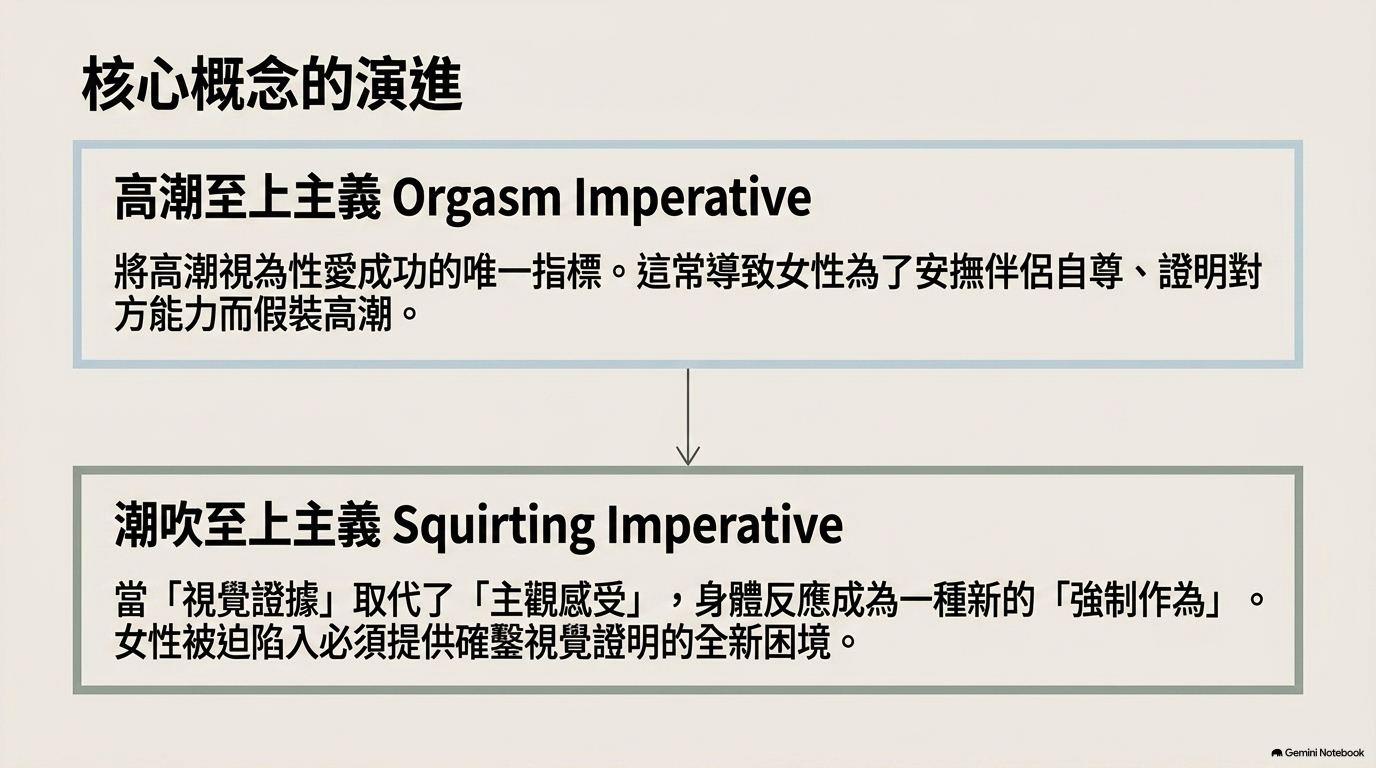 核心概念的演進
高潮至上主義 Orgasm Imperative
將高潮視為性愛成功的唯一指標。這常導致女性為了安撫伴侶自尊、證明對
方能力而假裝高潮。
潮吹至上主義 Squirting Imperative
當「視覺證據」取代了「主觀感受」，身體反應成為一種新的「強制作為」。
女性被迫陷入必須提供確鑿視覺證明的全新困境。
Gemini Notebook